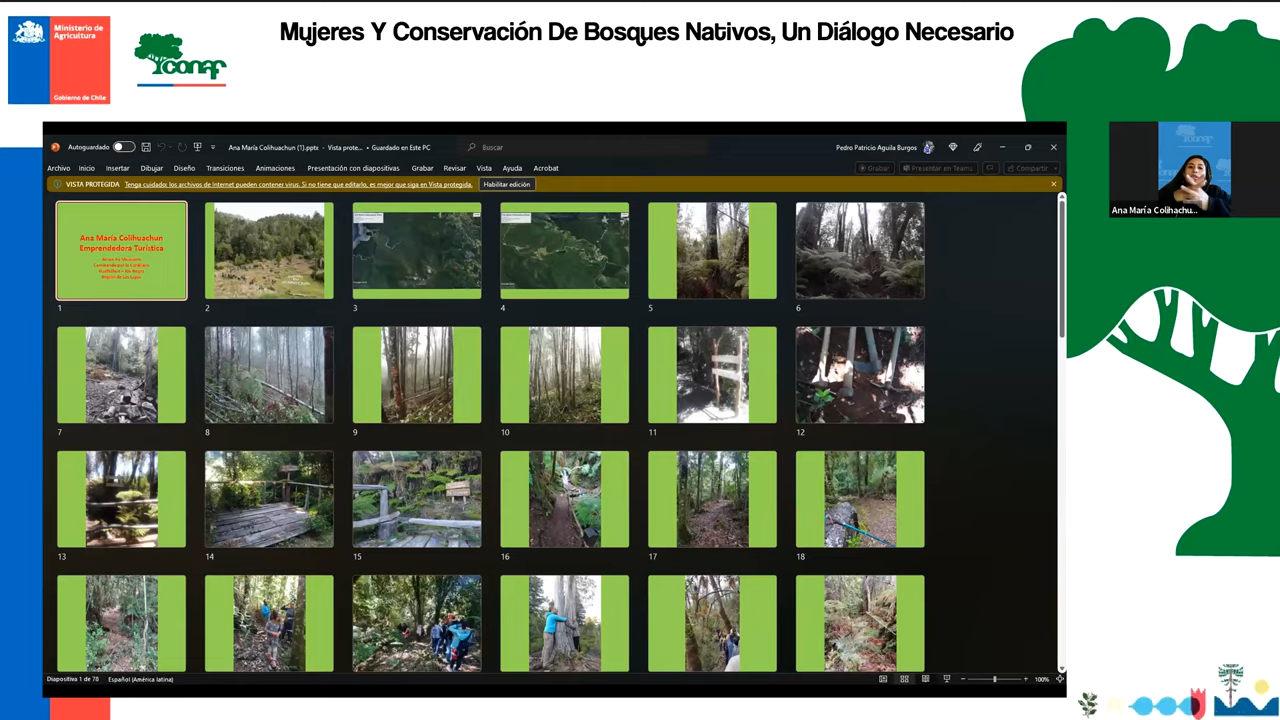 Mujeres Y Conservación De Bosques Nativos, Un Diálogo Necesario
Ministerio de
Agricultura
Gobierno de Chile
conaf
Autoguardado
Ana María Colihuachun (1).pptx - Vista prote... • Guardado en Este PC
Buscar
Pedro Patricio Aguila Burgos
Archivo Inicio Insertar Dibujar Diseño Transiciones Animaciones Presentación con diapositivas Grabar Revisar Vista Ayuda Acrobat
Grabar
Presentar en Teams
Compartir
VISTA PROTEGIDA Tenga cuidado: los archivos de Internet pueden contener virus. Si no tiene que editarlo, es mejor que siga en Vista protegida.
Habilitar edición
Ana María Colihuachun
Emprendedora Turística
1 2 3 4 5 6
7 8 9 10 11 12
13 14 15 16 17 18
Diapositiva 1 de 78 Español (América latina)
100%
Ana María Colihachu...